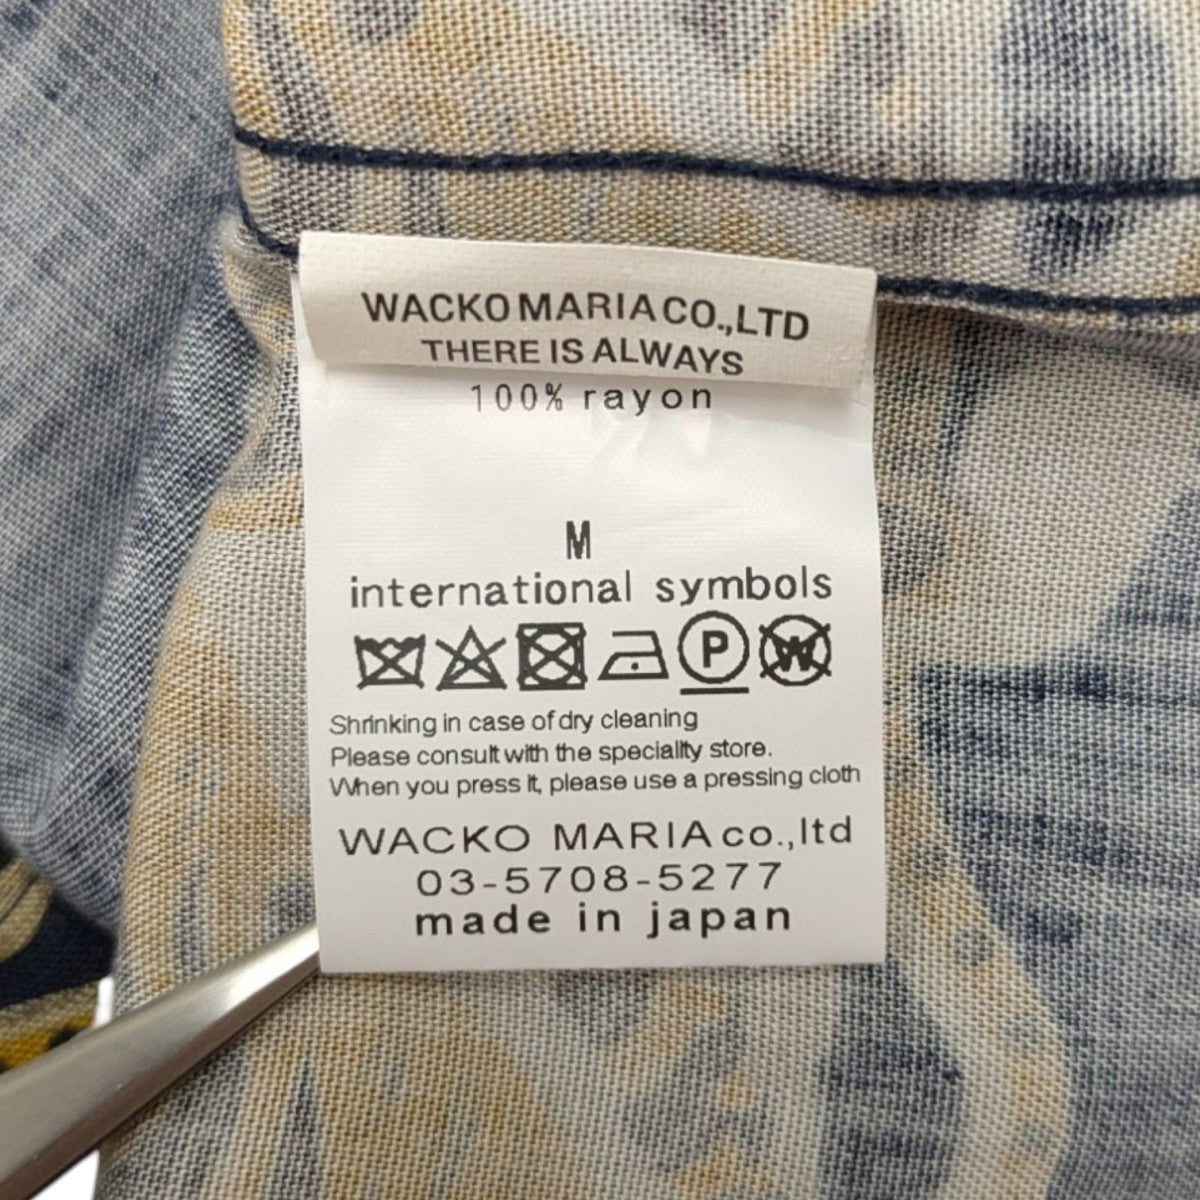 WACKO MARIA CO.,LTD
THERE IS ALWAYS
100% rayon
M
international symbols
P W
Shrinking in case of dry cleaning
Please consult with the speciality store.
When you press it, please use a pressing cloth
WACKO MARIA co.,ltd
03-5708-5277
made in japan